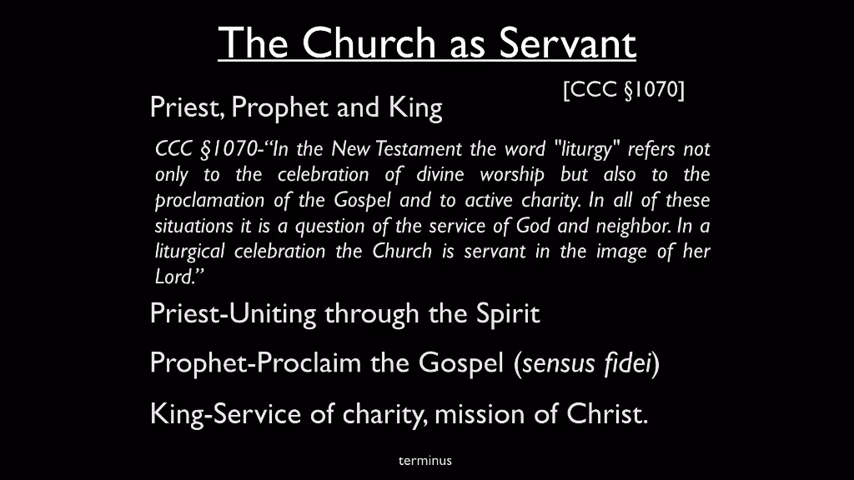 The Church as Servant
[CCC §1070]
Priest, Prophet and King
CCC §1070-“In the New Testament the word "liturgy" refers not
only to the celebration of divine worship but also to the
proclamation of the Gospel and to active charity. In all of these
situations it is a question of the service of God and neighbor. In a
liturgical celebration the Church is servant in the image of her
Lord.”
Priest-Uniting through the Spirit
Prophet-Proclaim the Gospel (sensus fidei)
King-Service of charity, mission of Christ.
terminus